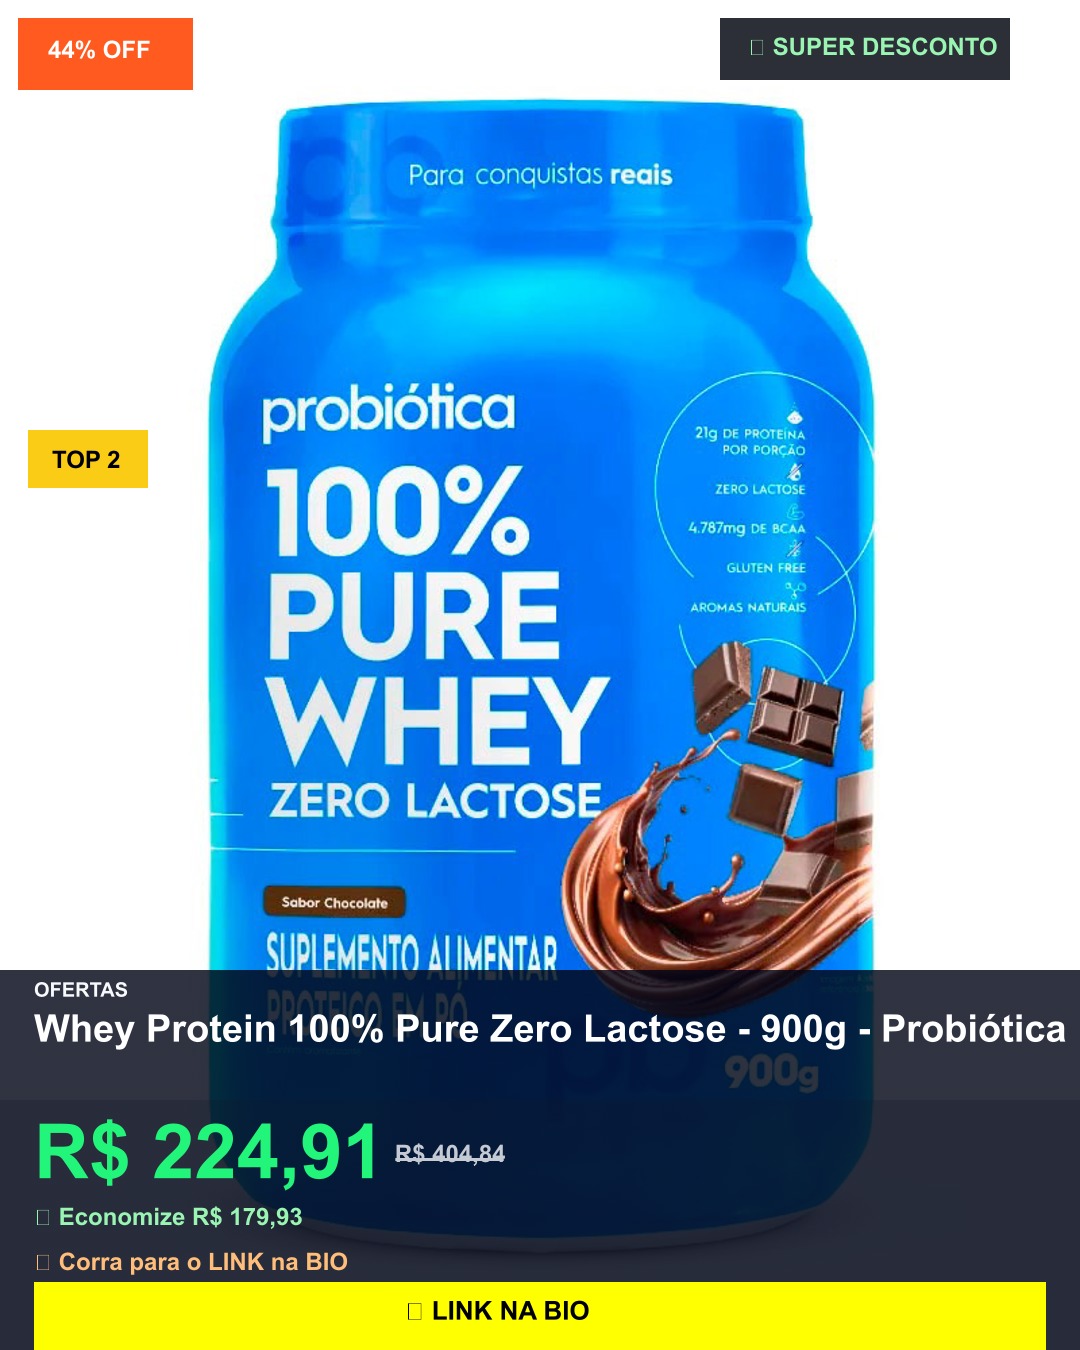 44% OFF
SUPER DESCONTO
Para conquistas reais
probiótica
100%
PURE
WHEY
ZERO LACTOSE
21g DE PROTEÍNA
POR PORÇÃO
ZERO LACTOSE
4.787mg DE BCAA
GLUTEN FREE
AROMAS NATURAIS
TOP 2
Sabor Chocolate
SUPLEMENTO ALIMENTAR
PROTEICO EM PÓ
OFERTAS
Whey Protein 100% Pure Zero Lactose - 900g - Probiótica
900g
R$ 224,91 R$ 404,84
Economize R$ 179,93
Corra para o LINK na BIO
LINK NA BIO